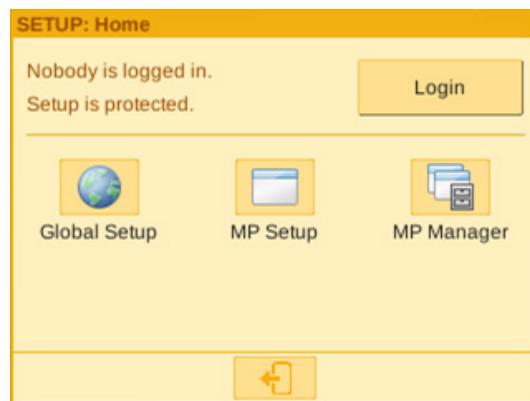 SETUP: Home
Nobody is logged in.
Setup is protected.
Login
Global Setup
MP Setup
MP Manager